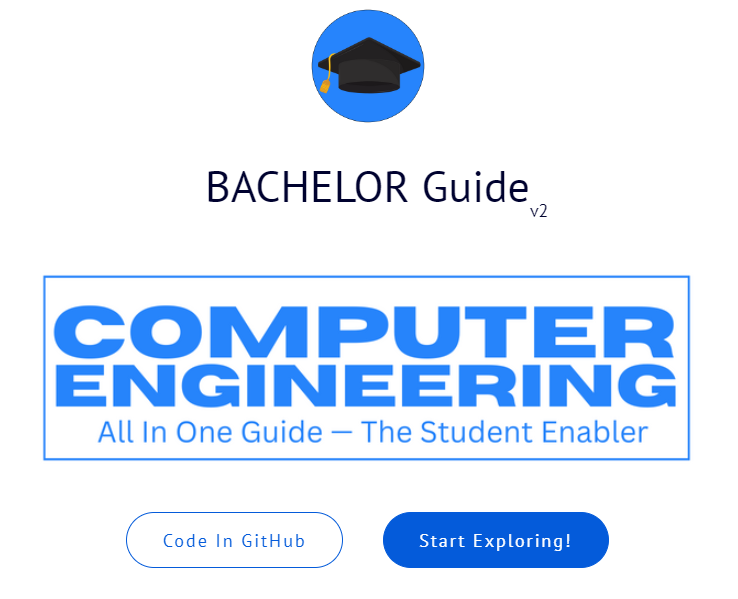 BACHELOR Guide v2
COMPUTER
ENGINEERING
All In One Guide — The Student Enabler
Code In GitHub
Start Exploring!